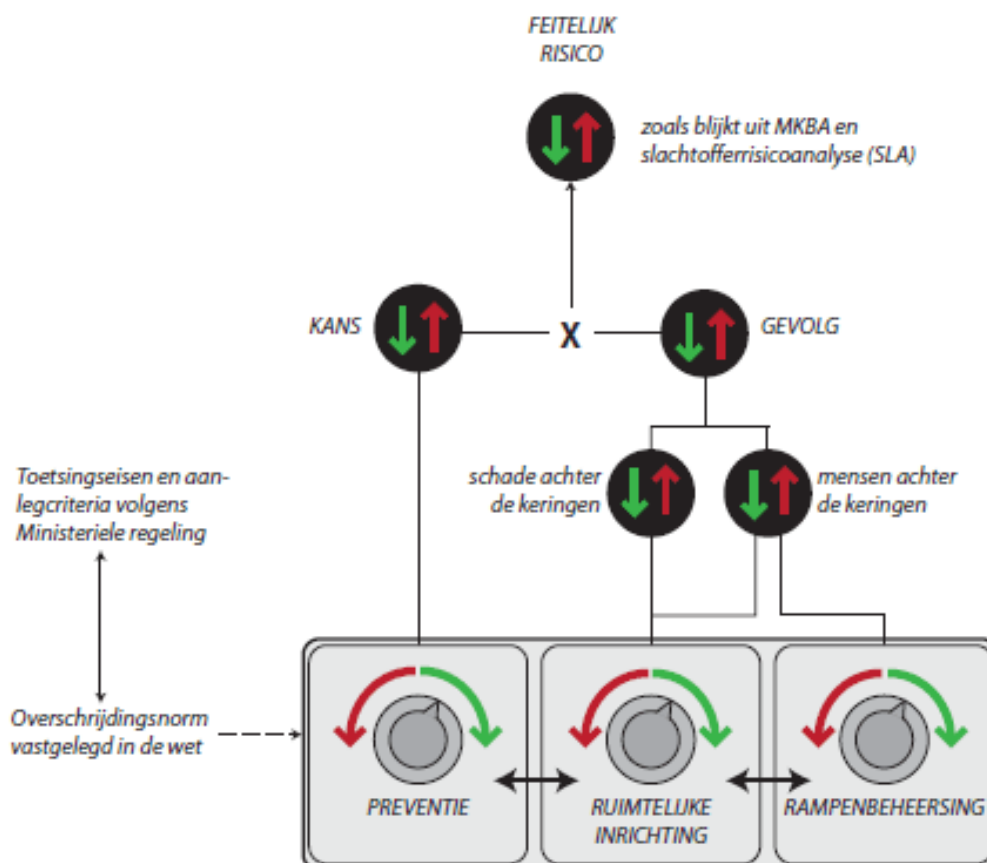 FEITELIJK
RISICO
zoals blijkt uit MKBA en
slachtofferrisicoanalyse (SLA)
KANS
X
GEVOLG
schade achter
de keringen
mensen achter
de keringen
Toetsingseisen en aan-
legcriteria volgens
Ministeriele regeling
Overschrijdingsnorm
vastgelegd in de wet
PREVENTIE
RUIMTELIJKE
INRICHTING
RAMPENBEHEERSING